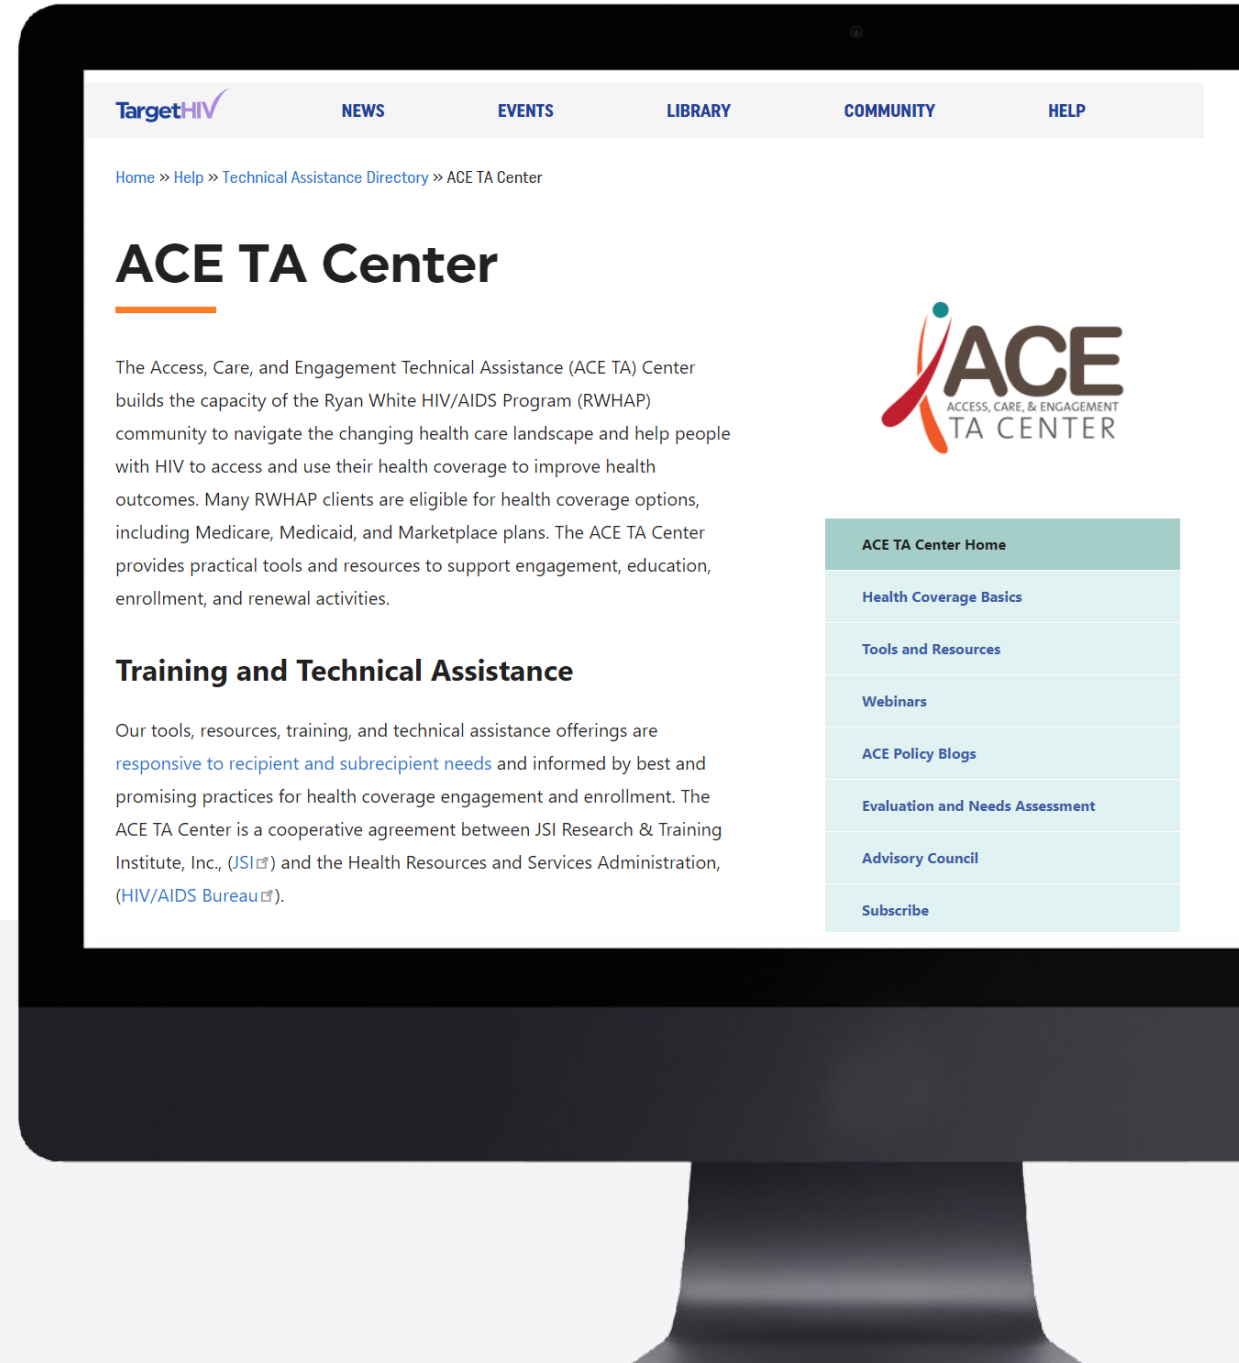 TargetHIV NEWS EVENTS LIBRARY COMMUNITY HELP
Home » Help » Technical Assistance Directory » ACE TA Center
ACE TA Center
The Access, Care, and Engagement Technical Assistance (ACE TA) Center
builds the capacity of the Ryan White HIV/AIDS Program (RWHAP)
community to navigate the changing health care landscape and help people
with HIV to access and use their health coverage to improve health
outcomes. Many RWHAP clients are eligible for health coverage options,
including Medicare, Medicaid, and Marketplace plans. The ACE TA Center
provides practical tools and resources to support engagement, education,
enrollment, and renewal activities.
Training and Technical Assistance
Our tools, resources, training, and technical assistance offerings are
responsive to recipient and subrecipient needs and informed by best and
promising practices for health coverage engagement and enrollment. The
ACE TA Center is a cooperative agreement between JSI Research & Training
Institute, Inc., (JSI) and the Health Resources and Services Administration,
(HIV/AIDS Bureau).
ACE
ACCESS, CARE, & ENGAGEMENT
TA CENTER
ACE TA Center Home
Health Coverage Basics
Tools and Resources
Webinars
ACE Policy Blogs
Evaluation and Needs Assessment
Advisory Council
Subscribe